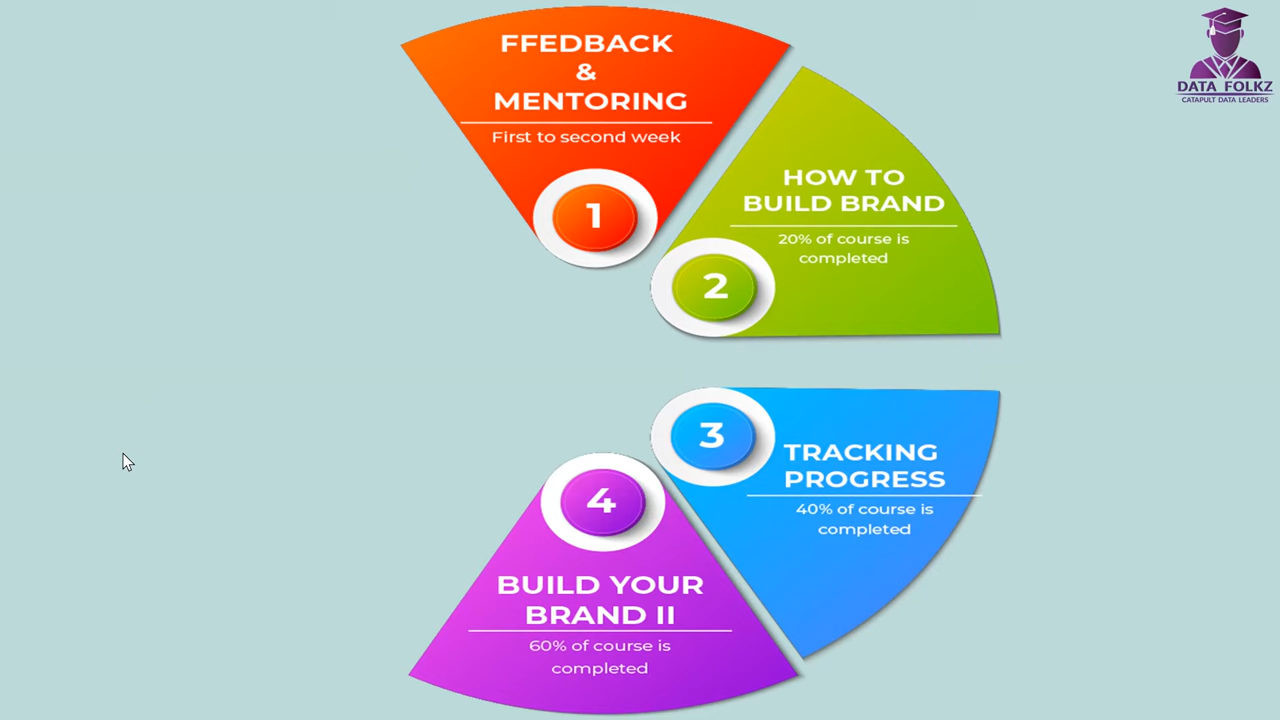 FFEDBACK
&
MENTORING
First to second week
1
HOW TO
BUILD BRAND
20% of course is
completed
2
3
TRACKING
PROGRESS
40% of course is
completed
4
BUILD YOUR
BRAND II
60% of course is
completed
DATA FOLKZ
CATAPULT DATA LEADERS